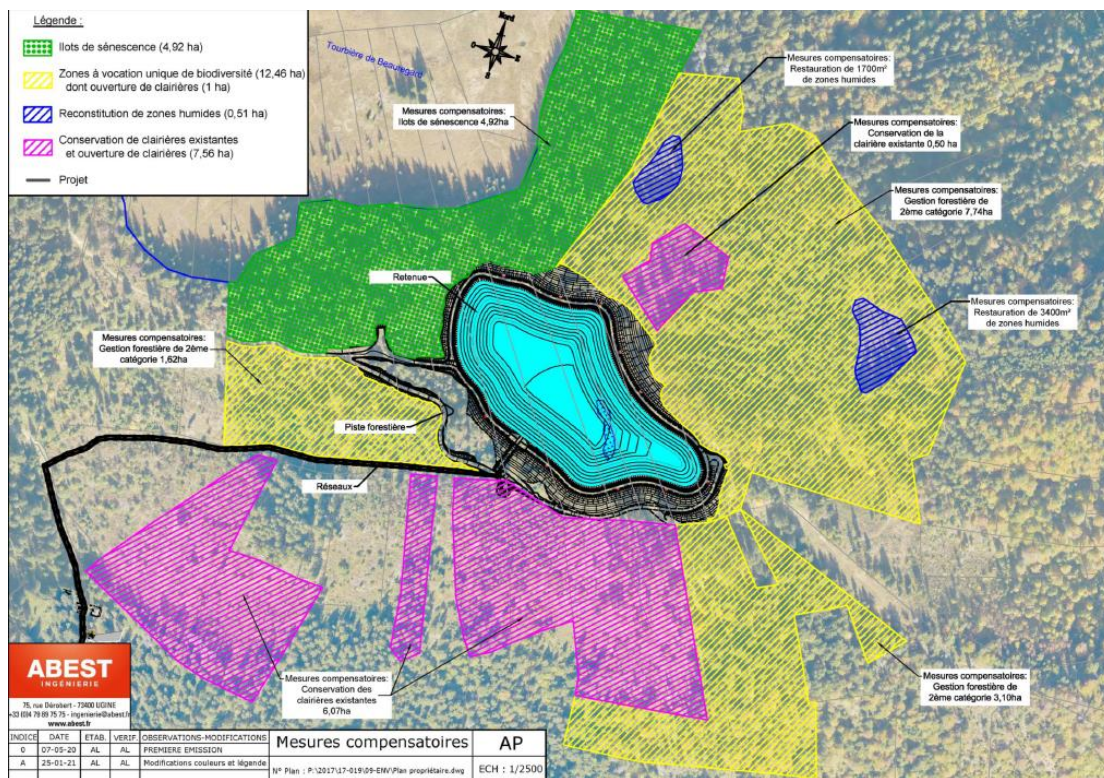 Légende :
Ilots de sénescence (4,92 ha)
Zones à vocation unique de biodiversité (12,46 ha)
dont ouverture de clairières (1 ha)
Reconstitution de zones humides (0,51 ha)
Conservation de clairières existantes
et ouverture de clairières (7,56 ha)
Projet
Tourbière de Beauregard
Mesures compensatoires:
Ilots de sénescence 4,92ha
Mesures compensatoires:
Restauration de 1700m²
de zones humides
Mesures compensatoires:
Conservation de la
clairière existante 0,50 ha
Mesures compensatoires:
Gestion forestière de
2ème catégorie 7,74ha
Retenue
Mesures compensatoires:
Restauration de 3400m²
de zones humides
Mesures compensatoires:
Gestion forestière de 2ème
catégorie 1,62ha
Piste forestière
Réseaux
Mesures compensatoires:
Conservation des
clairières existantes
6,07ha
Mesures compensatoires:
Gestion forestière de
2ème catégorie 3,10ha
ABEST
INGÉNIERIE
75, rue Dérobert - 73400 UGINE
+33 (0)4 79 89 75 75 - ingenierie@abest.fr
www.abest.fr
INDICE DATE ETAB. VERIF. OBSERVATIONS-MODIFICATIONS
0 07-05-20 AL AL PREMIERE EMISSION
A 25-01-21 AL AL Modifications couleurs et légende
Mesures compensatoires
AP
N° Plan : P:\2017\17-019\09-ENV\Plan propriétaire.dwg
ECH : 1/2500